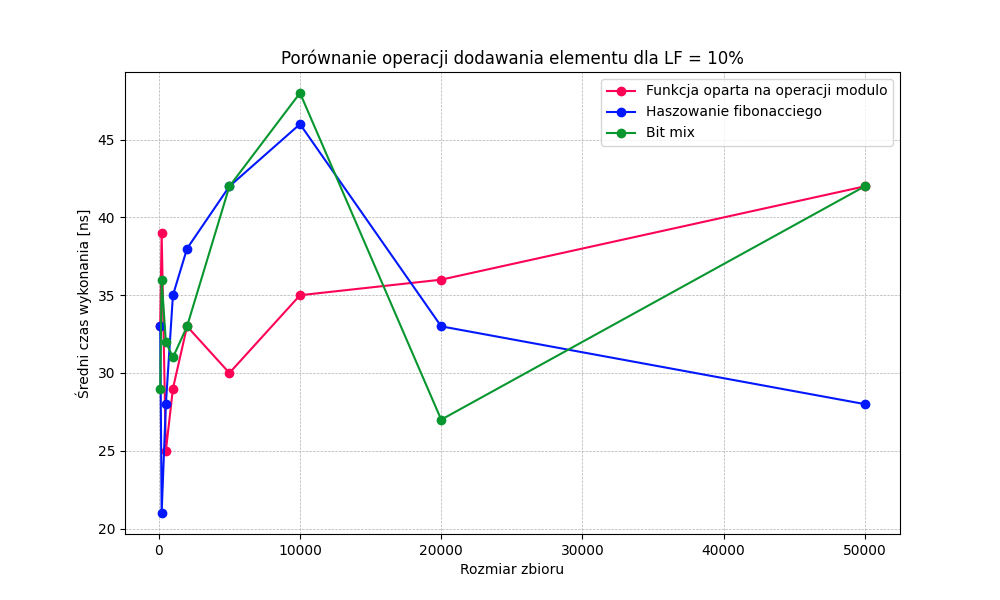 Porównanie operacji dodawania elementu dla LF = 10%
Funkcja oparta na operacji modulo
Haszowanie fibonacciego
Bit mix
Średni czas wykonania [ns]
45
40
35
30
25
20
0
10000
20000
30000
40000
50000
Rozmiar zbioru